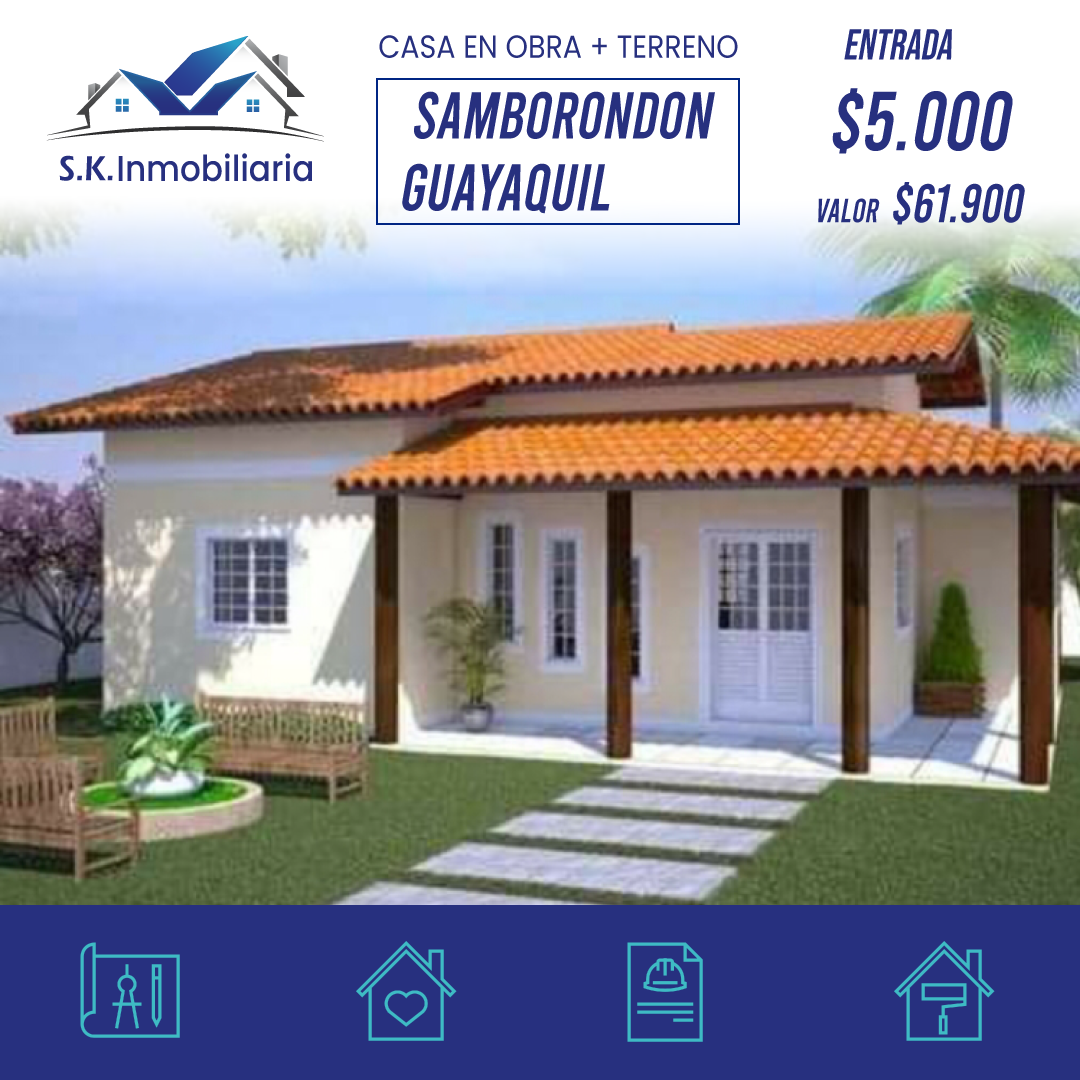 S.K.Inmobiliaria
CASA EN OBRA + TERRENO
SAMBORONDON
GUAYAQUIL
ENTRADA
$5.000
VALOR $61.900